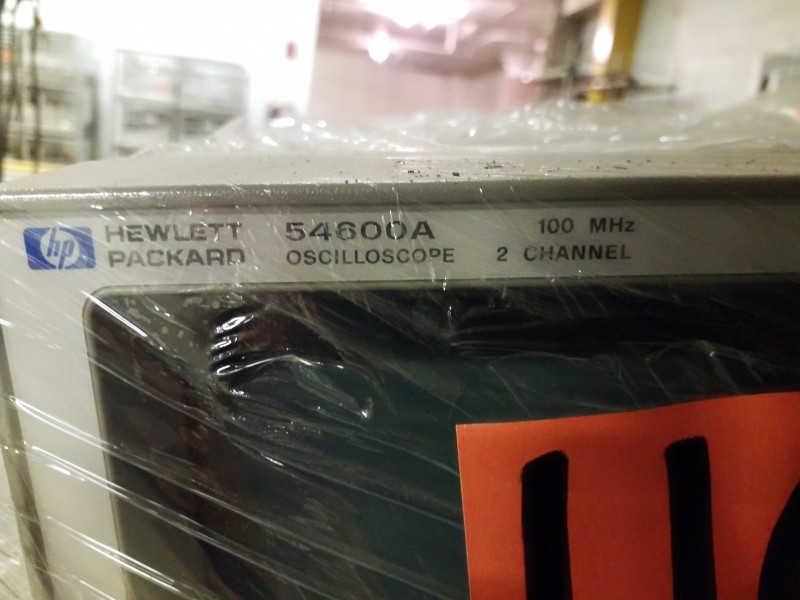 hp HEWLETT PACKARD
54600A
OSCILLOSCOPE
100 MHz
2 CHANNEL